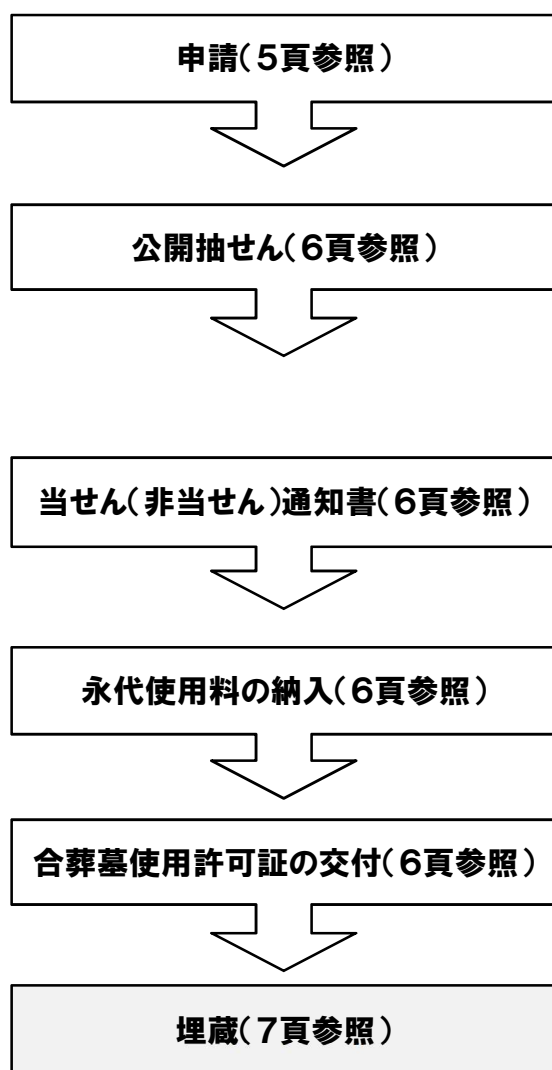 申請(5頁参照)
公開抽せん(6頁参照)
当せん(非当せん)通知書(6頁参照)
永代使用料の納入(6頁参照)
合葬墓使用許可証の交付(6頁参照)
埋蔵(7頁参照)